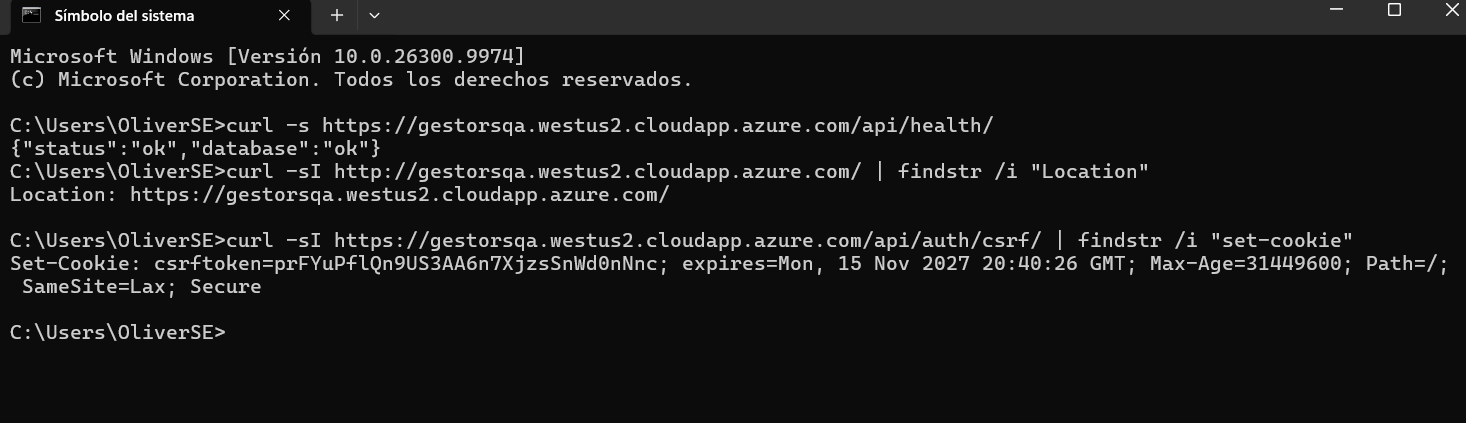 Símbolo del sistema
Microsoft Windows [Versión 10.0.26300.9974]
(c) Microsoft Corporation. Todos los derechos reservados.
C:\Users\OliverSE>curl -s https://gestorsqa.westus2.cloudapp.azure.com/api/health/
{"status":"ok","database":"ok"}
C:\Users\OliverSE>curl -sI http://gestorsqa.westus2.cloudapp.azure.com/ | findstr /i "Location"
Location: https://gestorsqa.westus2.cloudapp.azure.com/
C:\Users\OliverSE>curl -sI https://gestorsqa.westus2.cloudapp.azure.com/api/auth/csrf/ | findstr /i "set-cookie"
Set-Cookie: csrftoken=prFYuPflQn9US3AA6n7XjzsSnWd0nNnc; expires=Mon, 15 Nov 2027 20:40:26 GMT; Max-Age=31449600; Path=/;
SameSite=Lax; Secure
C:\Users\OliverSE>